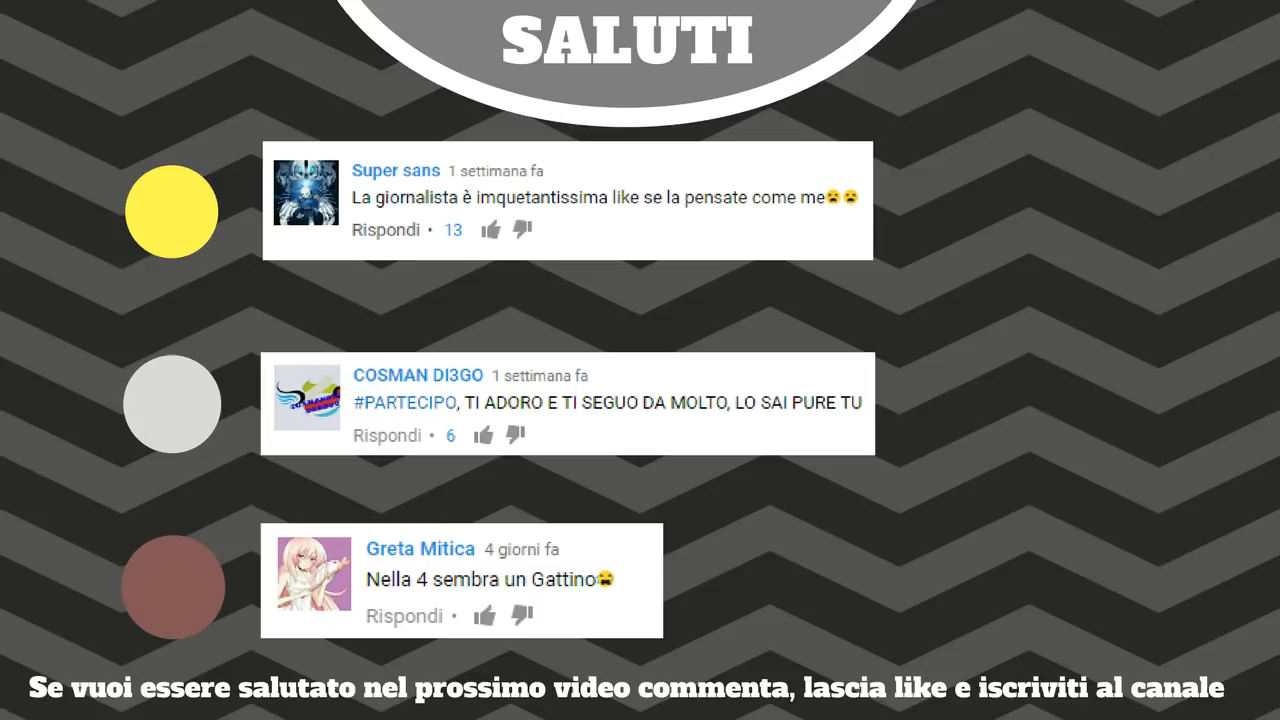 SALUTI
Super sans 1 settimana fa
La giornalista è imquetantissima like se la pensate come me😫😫
Rispondi • 13
COSMAN DI3GO 1 settimana fa
#PARTECIPO, TI ADORO E TI SEGUO DA MOLTO, LO SAI PURE TU
Rispondi • 6
Greta Mitica 4 giorni fa
Nella 4 sembra un Gattino😫
Rispondi •
Se vuoi essere salutato nel prossimo video commenta, lascia like e iscriviti al canale